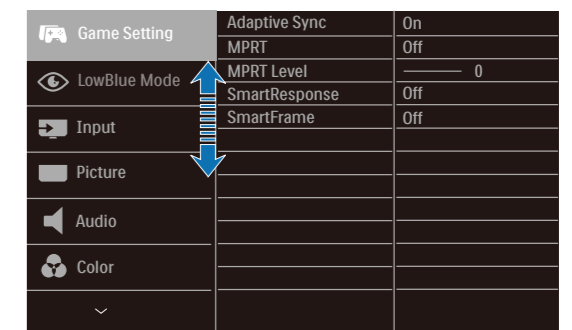 Game Setting
LowBlue Mode
Input
Picture
Audio
Color
Adaptive Sync On
MPRT Off
MPRT Level 0
SmartResponse Off
SmartFrame Off